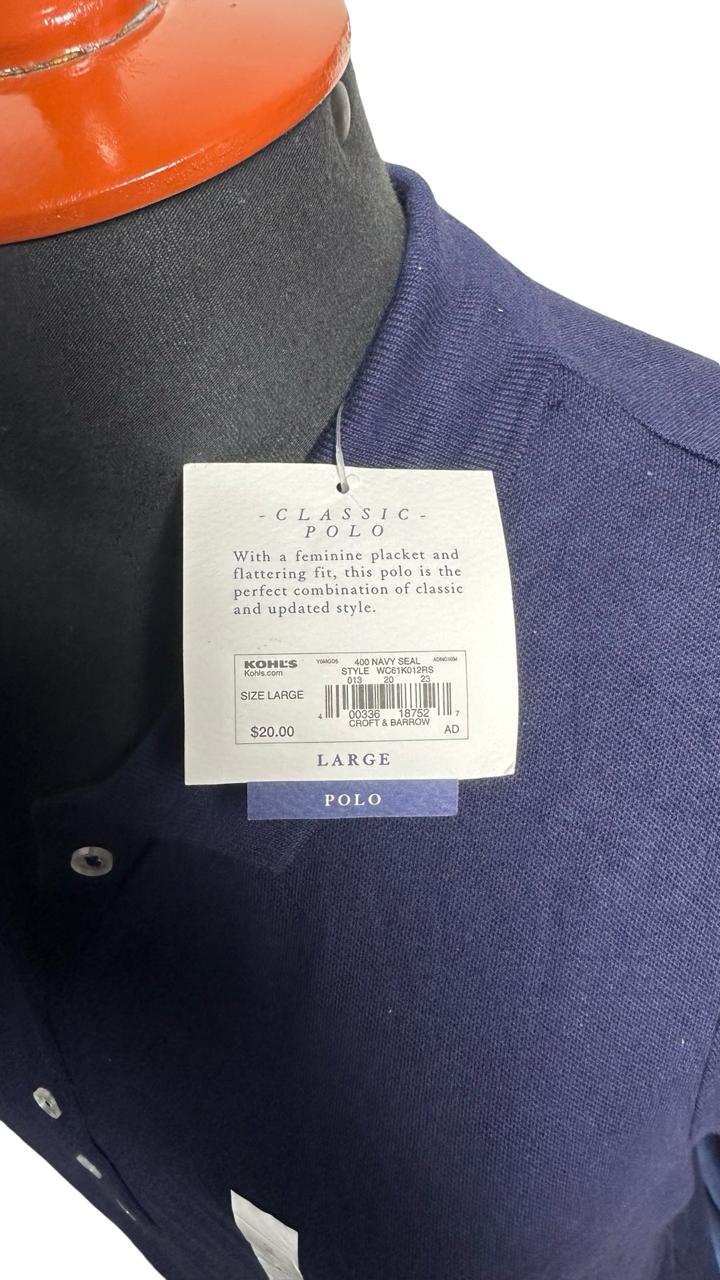 -CLASSIC-
POLO
With a feminine placket and
flattering fit, this polo is the
perfect combination of classic
and updated style.
KOHL'S 400 NAVY SEAL
Kohls.com STYLE WC61K012RS
013 20 23
SIZE LARGE
4 00336 18752 7
CROFT & BARROW
$20.00 AD
LARGE
POLO